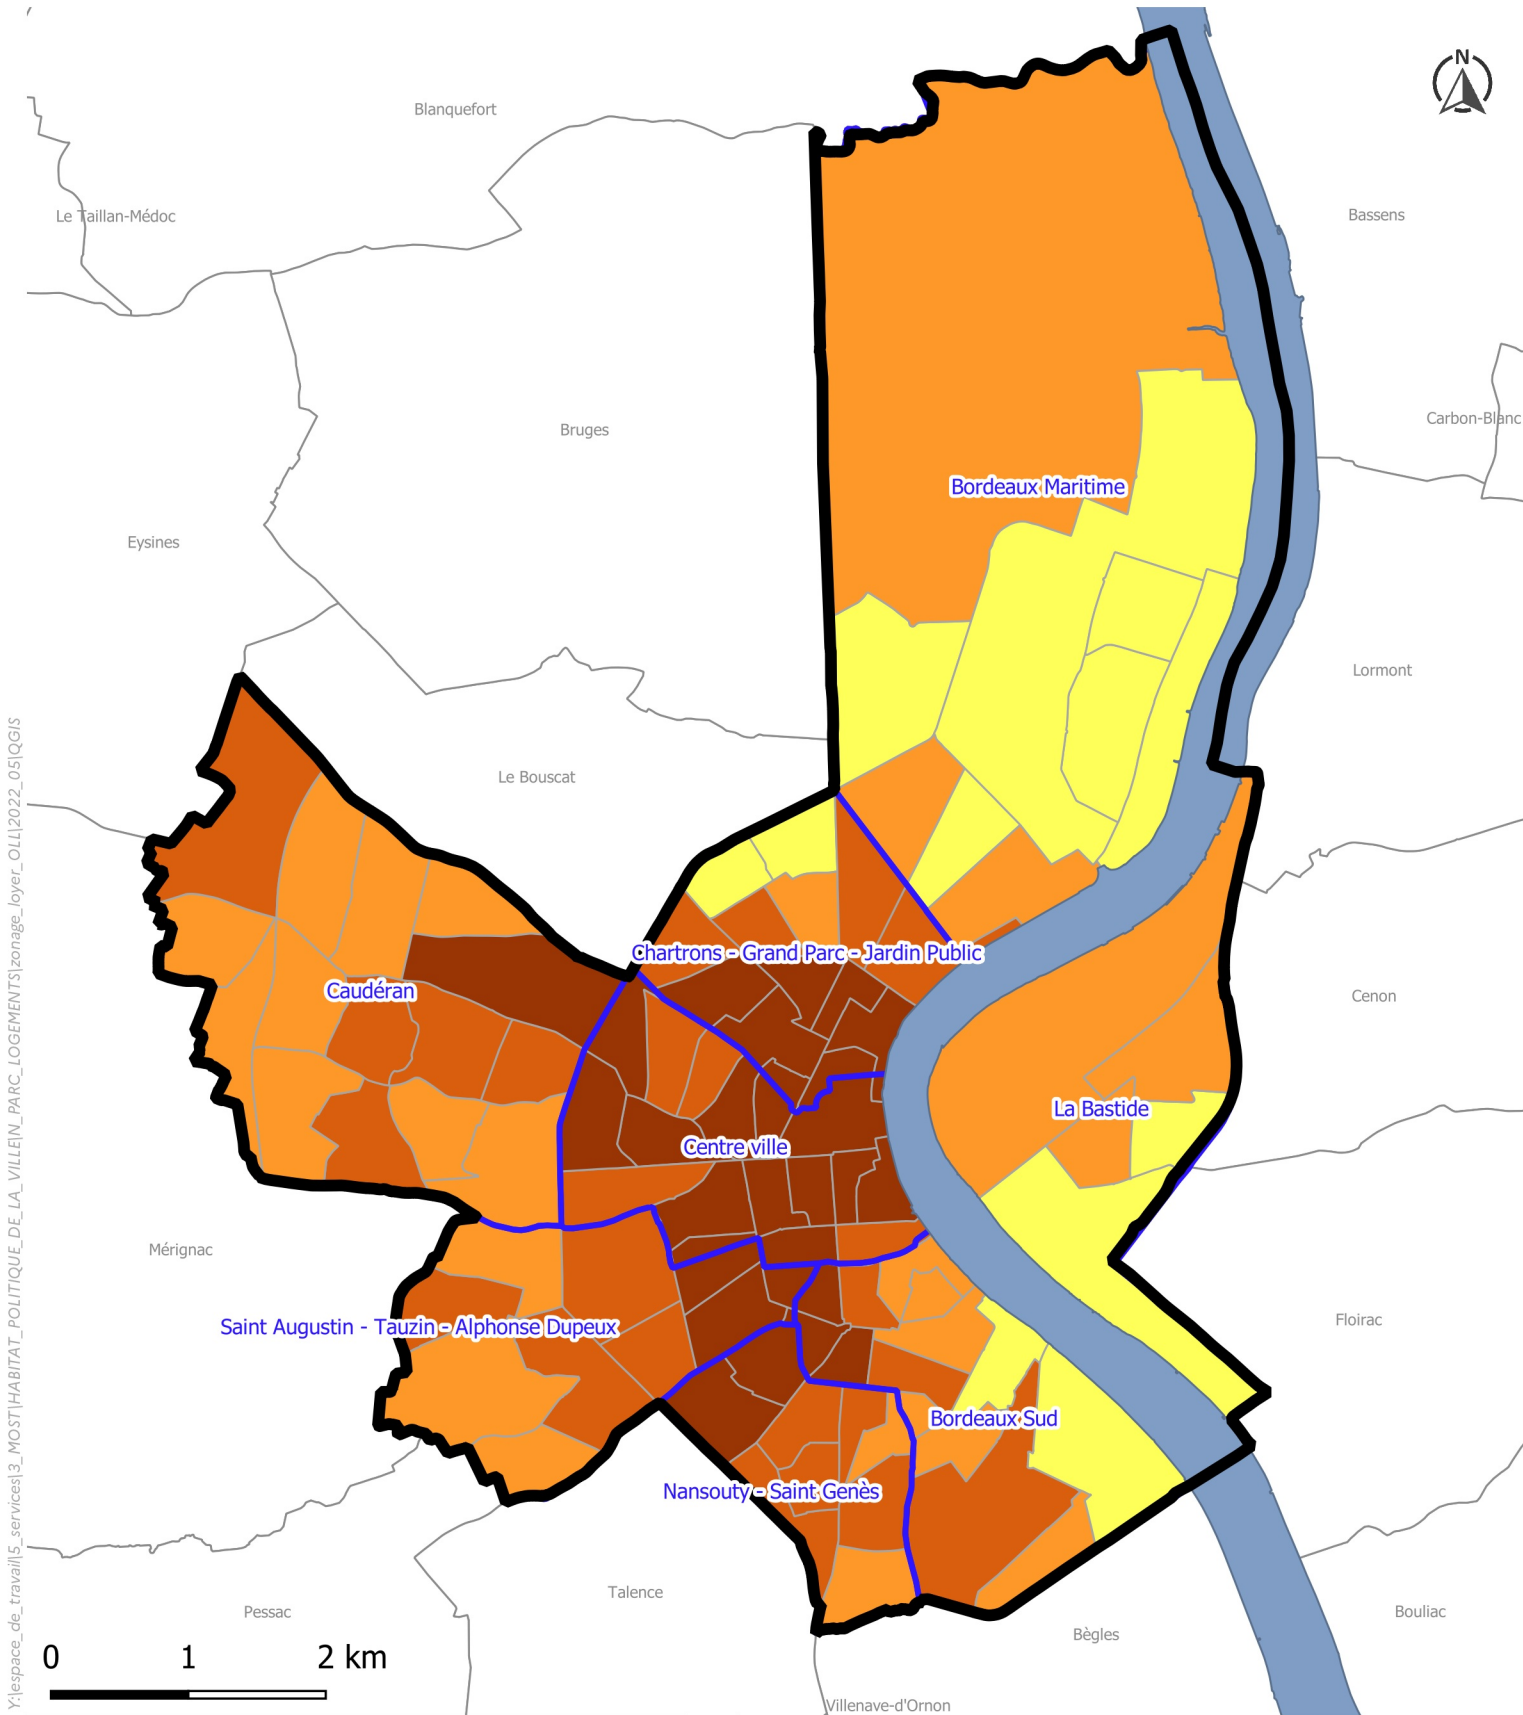 N
Blanquefort
Le Taillan-Médoc
Bassens
Carbon-Blanc
Bruges
Bordeaux Maritime
Eysines
Lormont
Le Bouscat
Chartrons - Grand Parc - Jardin Public
Caudéran
Cenon
La Bastide
Centre ville
Mérignac
Saint Augustin - Tauzin - Alphonse Dupeux
Floirac
Bordeaux Sud
Nansouty - Saint Genès
Talence
Pessac
Bouliac
Bègles
0 1 2 km
Villenave-d'Ornon
Y:\espace_de_travail\5_services\3_MOST\HABITAT_POLITIQUE_DE_LA_VILLE\N_PARC_LOGEMENTS\zonage_loyer_OLL\2022_05\QGIS